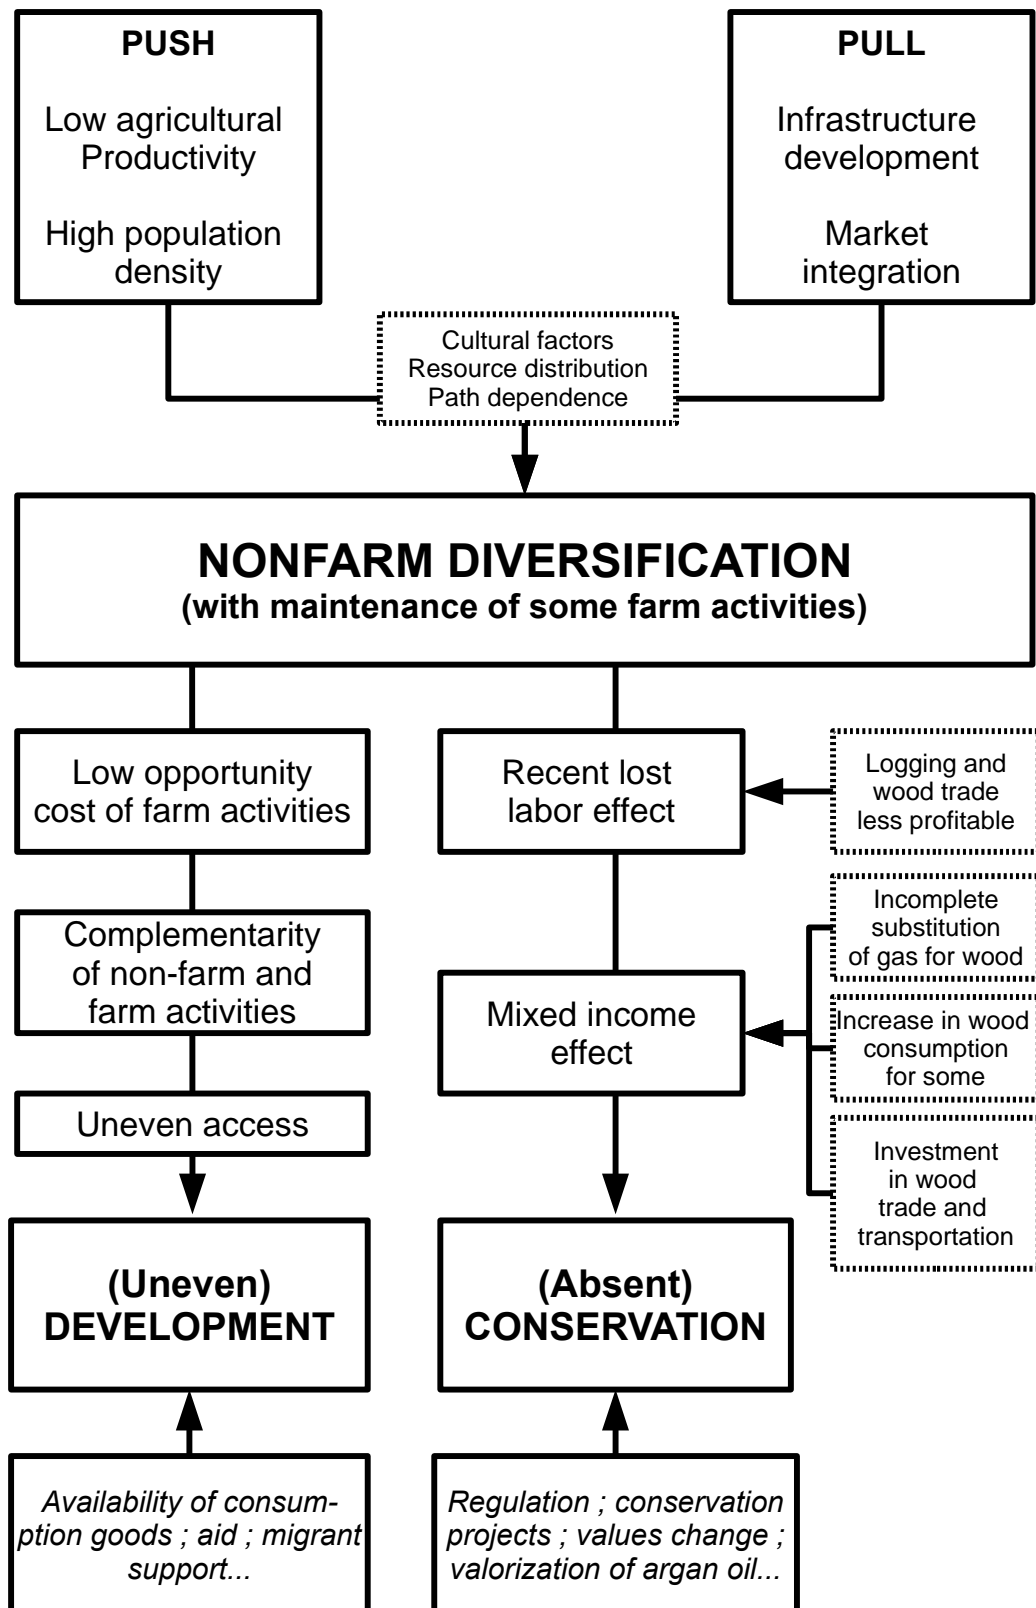 PUSH
Low agricultural
Productivity
High population
density
PULL
Infrastructure
development
Market
integration
Cultural factors
Resource distribution
Path dependence
NONFARM DIVERSIFICATION
(with maintenance of some farm activities)
Low opportunity
cost of farm activities
Complementarity
of non-farm and
farm activities
Uneven access
(Uneven)
DEVELOPMENT
Availability of consum-
ption goods ; aid ; migrant
support...
Recent lost
labor effect
Mixed income
effect
(Absent)
CONSERVATION
Regulation ; conservation
projects ; values change ;
valorization of argan oil...
Logging and
wood trade
less profitable
Incomplete
substitution
of gas for wood
Increase in wood
consumption
for some
Investment
in wood
trade and
transportation